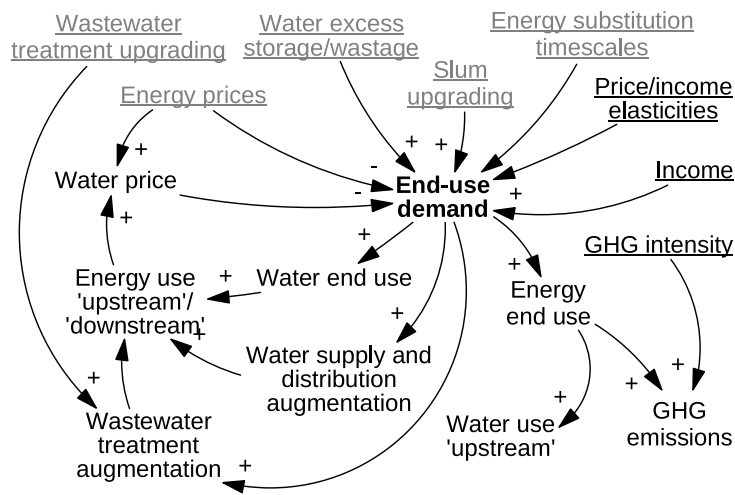 Wastewater
treatment upgrading
Water excess
storage/wastage
Energy substitution
timescales
Slum
upgrading
Energy prices
Price/income
elasticities
+
+
+
-
Water price
-
End-use
demand
+
Income
+
+
GHG intensity
Energy use
'upstream'/
'downstream'
+
Water end use
+
Energy
end use
+
+
Water supply and
distribution
augmentation
+
+
+
+
Wastewater
treatment
augmentation
+
Water use
'upstream'
GHG
emissions